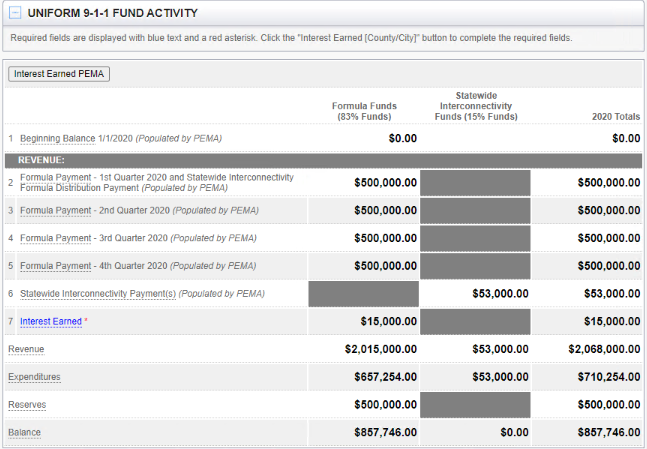 UNIFORM 9-1-1 FUND ACTIVITY
Required fields are displayed with blue text and a red asterisk. Click the "Interest Earned [County/City]" button to complete the required fields.
Interest Earned PEMA
Formula Funds
(83% Funds)
Statewide
Interconnectivity
Funds (15% Funds)
2020 Totals
1 Beginning Balance 1/1/2020 (Populated by PEMA) $0.00 $0.00
REVENUE:
2 Formula Payment - 1st Quarter 2020 and Statewide Interconnectivity
Formula Distribution Payment (Populated by PEMA) $500,000.00 $500,000.00
3 Formula Payment - 2nd Quarter 2020 (Populated by PEMA) $500,000.00 $500,000.00
4 Formula Payment - 3rd Quarter 2020 (Populated by PEMA) $500,000.00 $500,000.00
5 Formula Payment - 4th Quarter 2020 (Populated by PEMA) $500,000.00 $500,000.00
6 Statewide Interconnectivity Payment(s) (Populated by PEMA) $53,000.00 $53,000.00
7 Interest Earned * $15,000.00 $15,000.00
Revenue $2,015,000.00 $53,000.00 $2,068,000.00
Expenditures $657,254.00 $53,000.00 $710,254.00
Reserves $500,000.00 $500,000.00
Balance $857,746.00 $0.00 $857,746.00